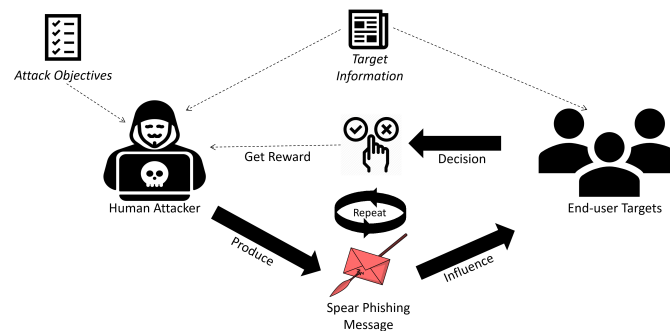 Attack Objectives
Target
Information
Get Reward
Decision
Human Attacker
Repeat
End-user Targets
Produce
Influence
Spear Phishing
Message